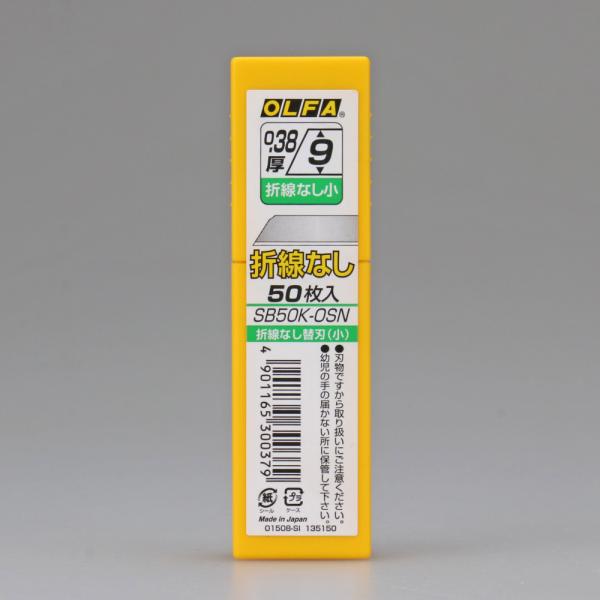 OLFA®
0.38
厚
9
折線なし小
折線なし
50枚入
SB50K-OSN
折線なし替刃(小)
4 901165 300379
●刃物ですから取り扱いにご注意ください。
●幼児の手の届かない所に保管して下さい。
紙
シール
プラ
ケース
Made in Japan
01508-SI 135150